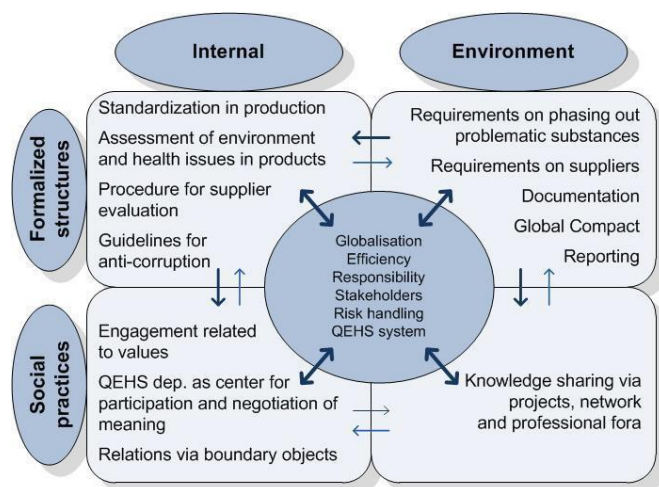 Internal
Environment
Formalized
structures
Standardization in production
Assessment of environment
and health issues in products
Procedure for supplier
evaluation
Guidelines for
anti-corruption
Requirements on phasing out
problematic substances
Requirements on suppliers
Documentation
Global Compact
Reporting
Globalisation
Efficiency
Responsibility
Stakeholders
Risk handling
QEHS system
Social
practices
Engagement related
to values
QEHS dep. as center for
participation and negotiation of
meaning
Relations via boundary objects
Knowledge sharing via
projects, network
and professional fora